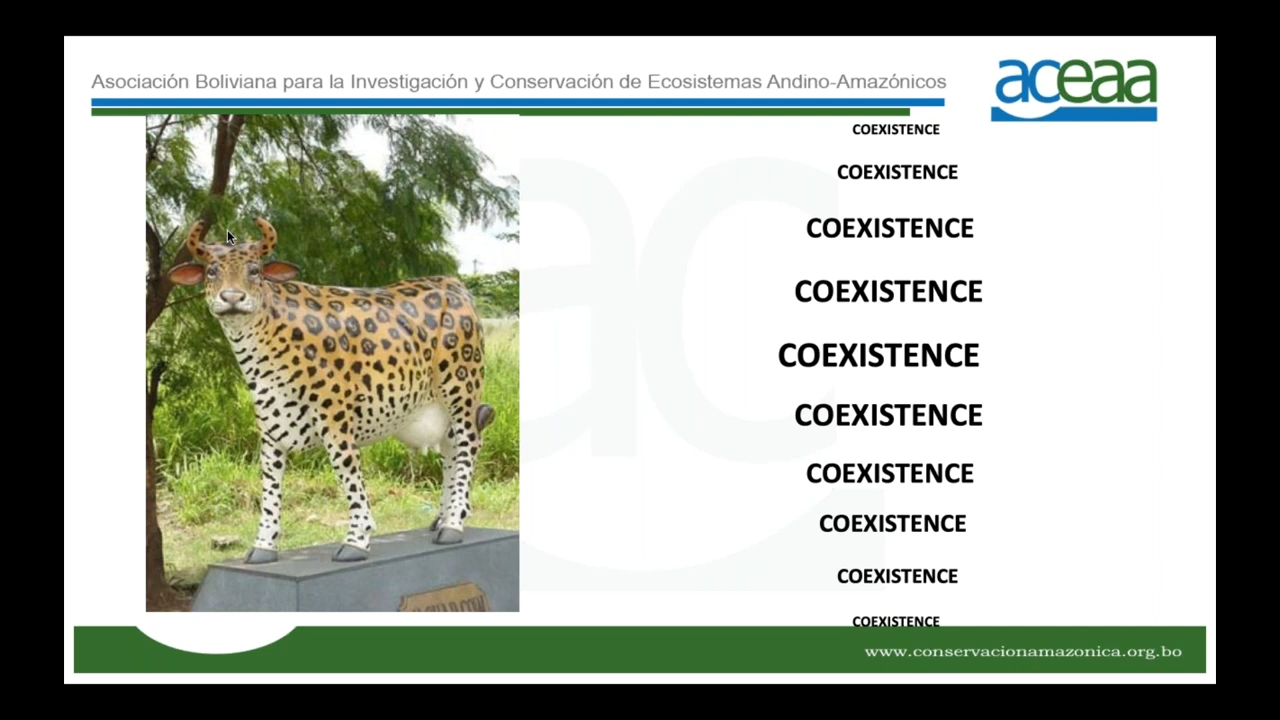 Asociación Boliviana para la Investigación y Conservación de Ecosistemas Andino-Amazónicos
aceaa
COEXISTENCE
COEXISTENCE
COEXISTENCE
COEXISTENCE
COEXISTENCE
COEXISTENCE
COEXISTENCE
COEXISTENCE
COEXISTENCE
COEXISTENCE
www.conservacionamazonica.org.bo